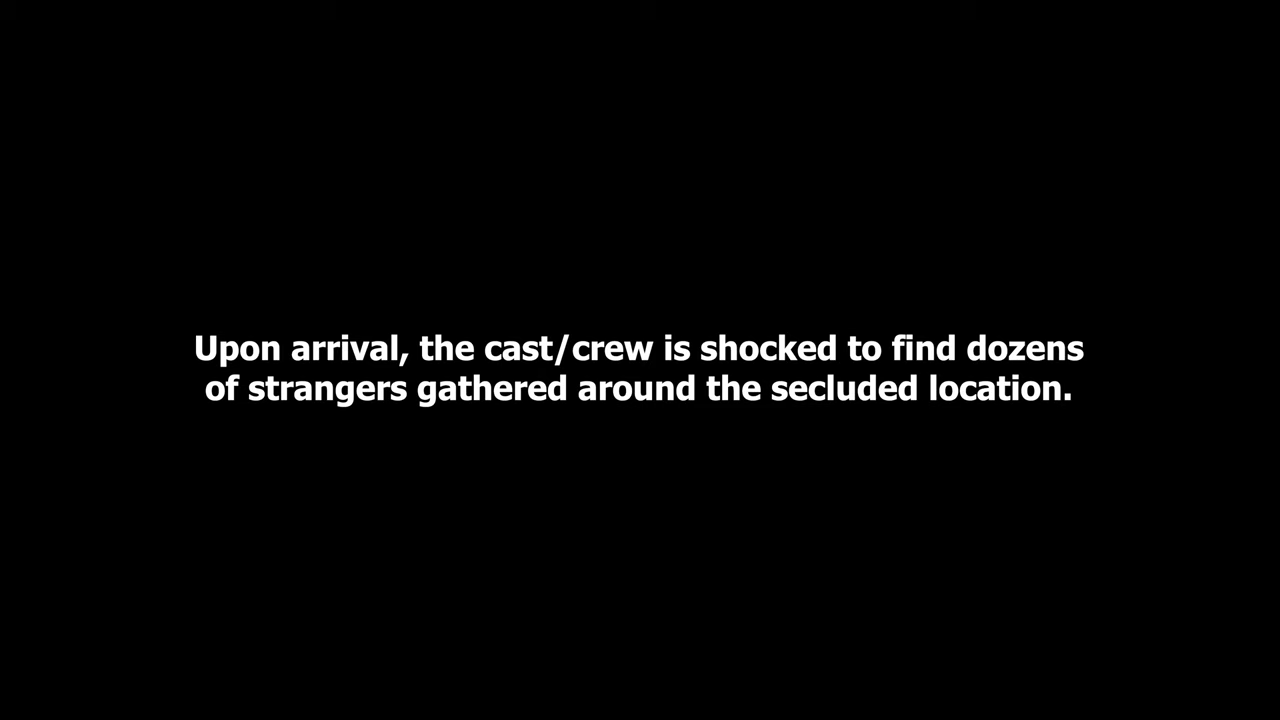 Upon arrival, the cast/crew is shocked to find dozens
of strangers gathered around the secluded location.